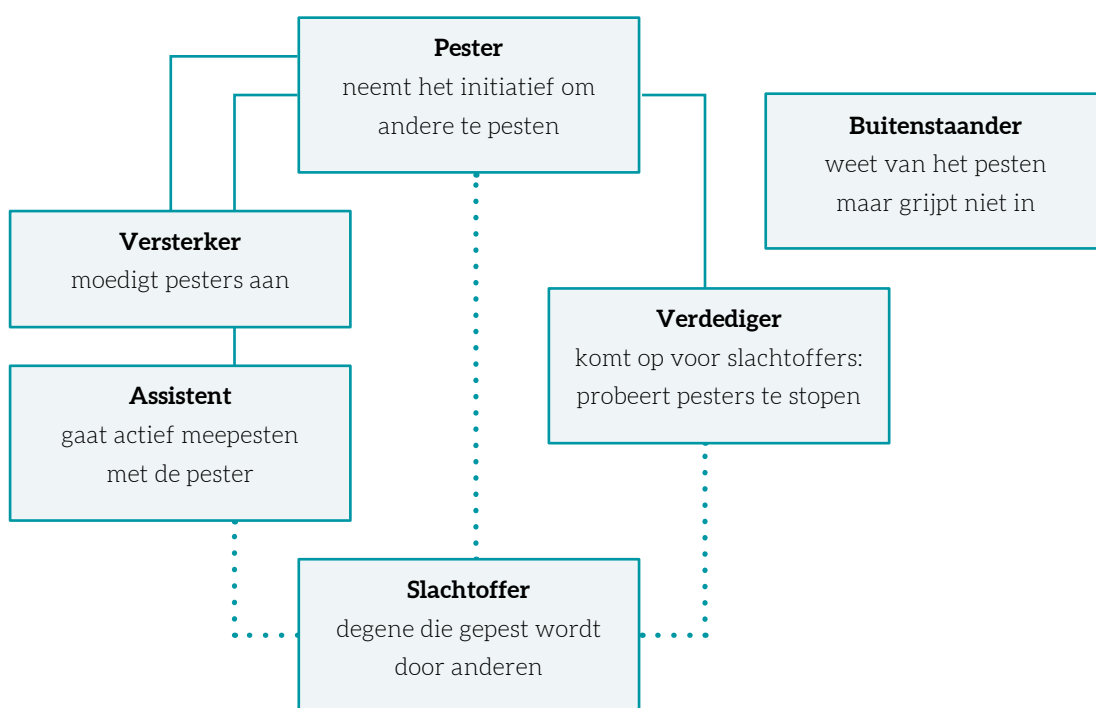 Pester
neemt het initiatief om
andere te pesten
Buitenstaander
weet van het pesten
maar grijpt niet in
Versterker
moedigt pesters aan
Verdediger
komt op voor slachtoffers:
probeert pesters te stopen
Assistent
gaat actief meepesten
met de pester
Slachtoffer
degene die gepest wordt
door anderen